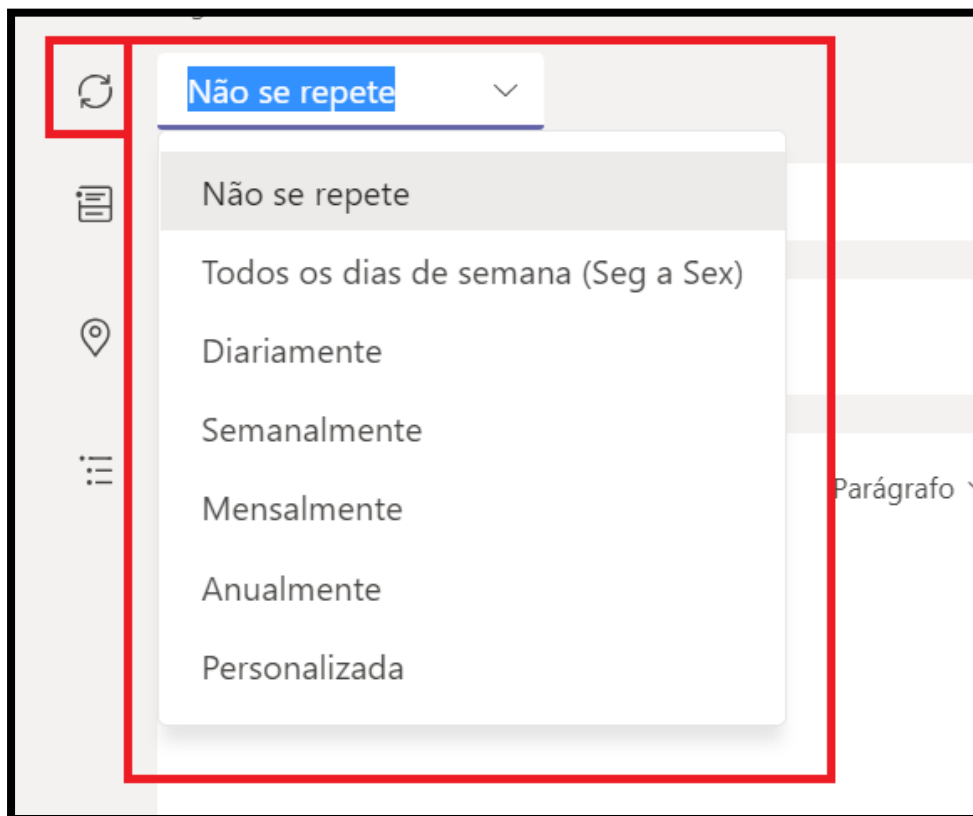 Não se repete
Não se repete
Todos os dias de semana (Seg a Sex)
Diariamente
Semanalmente
Parágrafo
Mensalmente
Anualmente
Personalizada